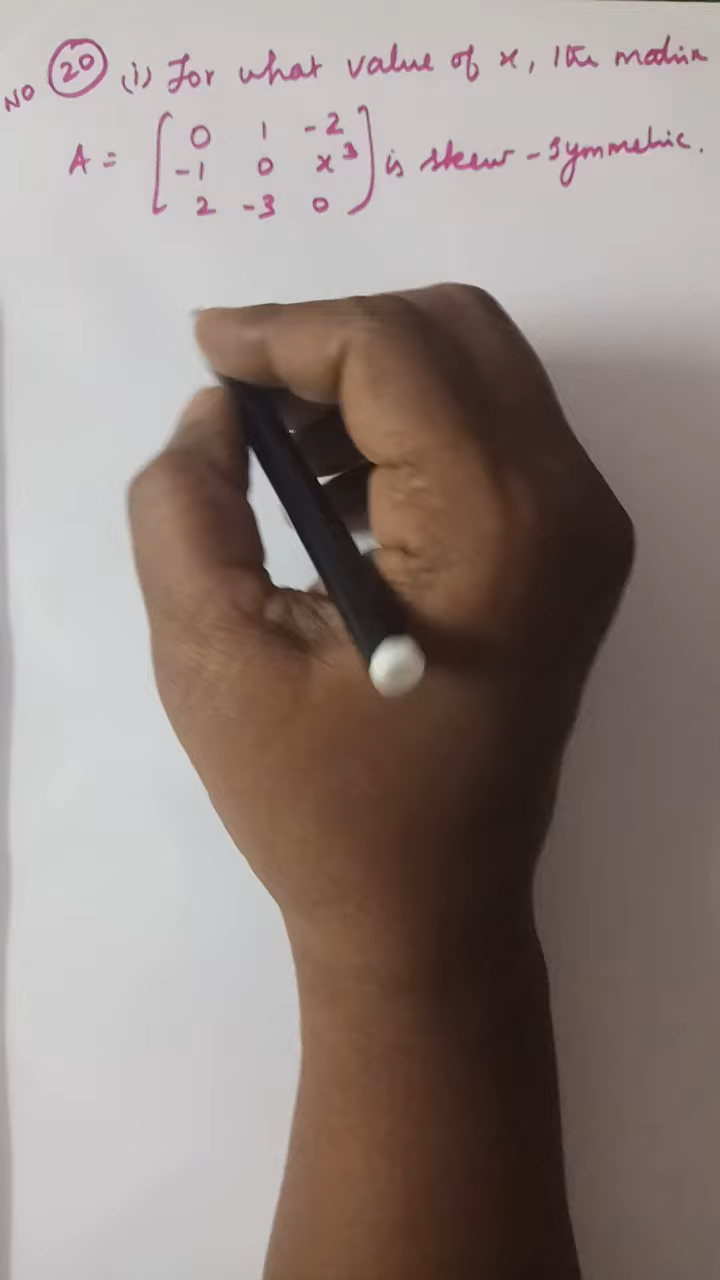 NO 20 (i) For what value of x, the matrix
A = [ 0 1 -2
-1 0 x³
2 -3 0 ] is skew-symmetric.